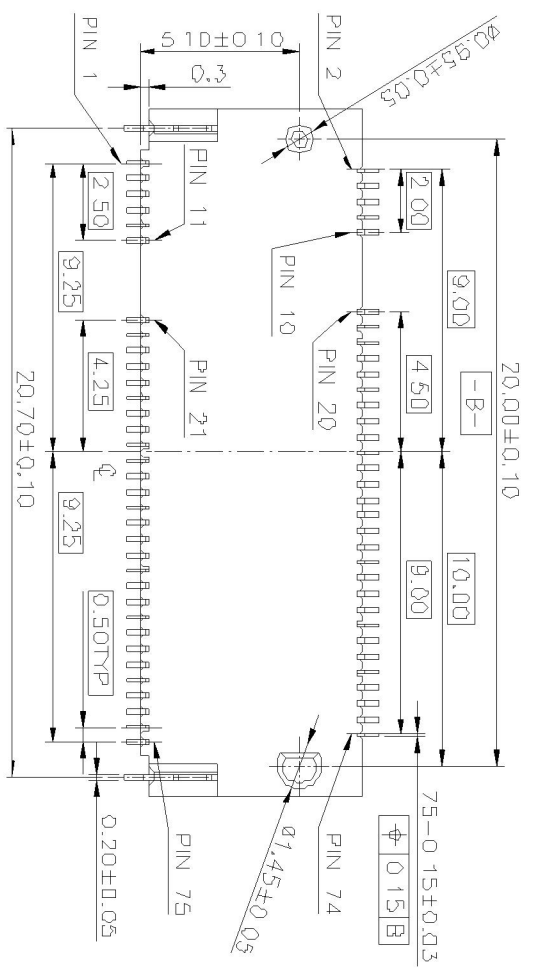 5 10±0 10
0.3
PIN 1
PIN 2
Ø0.95±0.05
2.50
PIN 11
PIN 10
2.00
9.25
9.00
4.25
PIN 21
PIN 20
4.50
-B-
20.00±0.10
20.70±0.10
℄
9.25
9.00
10.00
0.50TYP
0.20±0.05
PIN 75
Ø1.45±0 05
PIN 74
75-0 15±0.03
⌖ 0 15 B